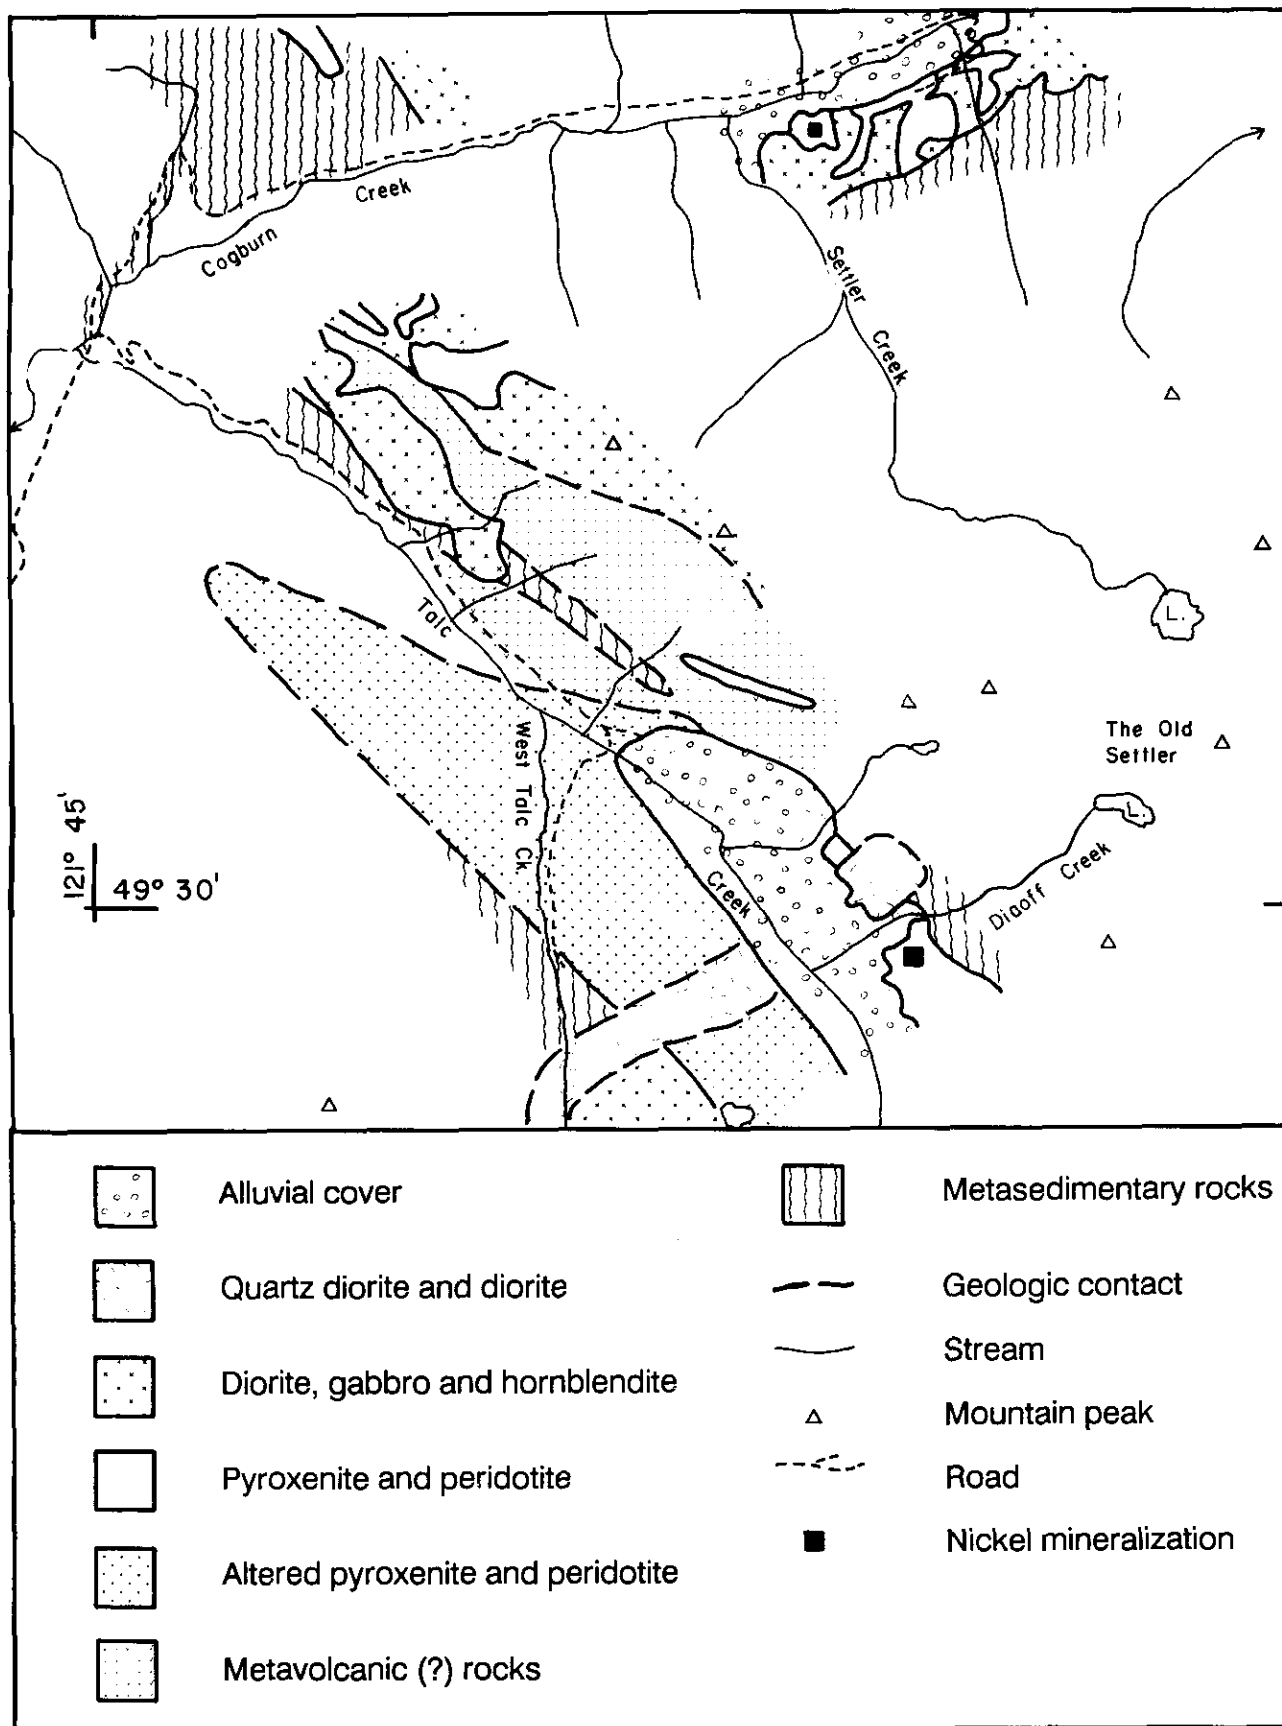 Creek
Cogburn
Settler
Creek
Talc
L.
West Talc Ck.
The Old
Settler
L.
121° 45'
49° 30'
Creek
Digoff Creek
Alluvial cover
Quartz diorite and diorite
Diorite, gabbro and hornblendite
Pyroxenite and peridotite
Altered pyroxenite and peridotite
Metavolcanic (?) rocks
Metasedimentary rocks
Geologic contact
Stream
Mountain peak
Road
Nickel mineralization